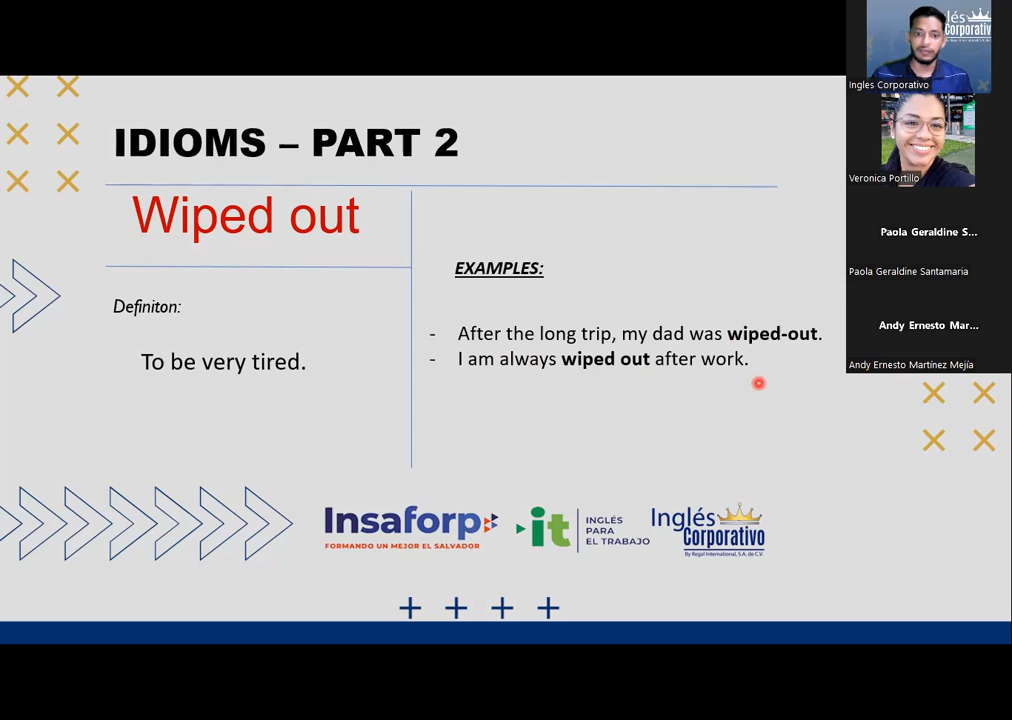 IDIOMS – PART 2
Wiped out
Definiton:
To be very tired.
EXAMPLES:
- After the long trip, my dad was wiped-out.
- I am always wiped out after work.
Insaforp
FORMANDO UN MEJOR EL SALVADOR
it
INGLÉS
PARA
EL TRABAJO
Inglés
Corporativo
By Regal International, S.A. de C.V.
lés
Corporativo
Ingles Corporativo
Veronica Portillo
Paola Geraldine S...
Paola Geraldine Santamaria
Andy Ernesto Mar...
Andy Ernesto Martínez Mejía